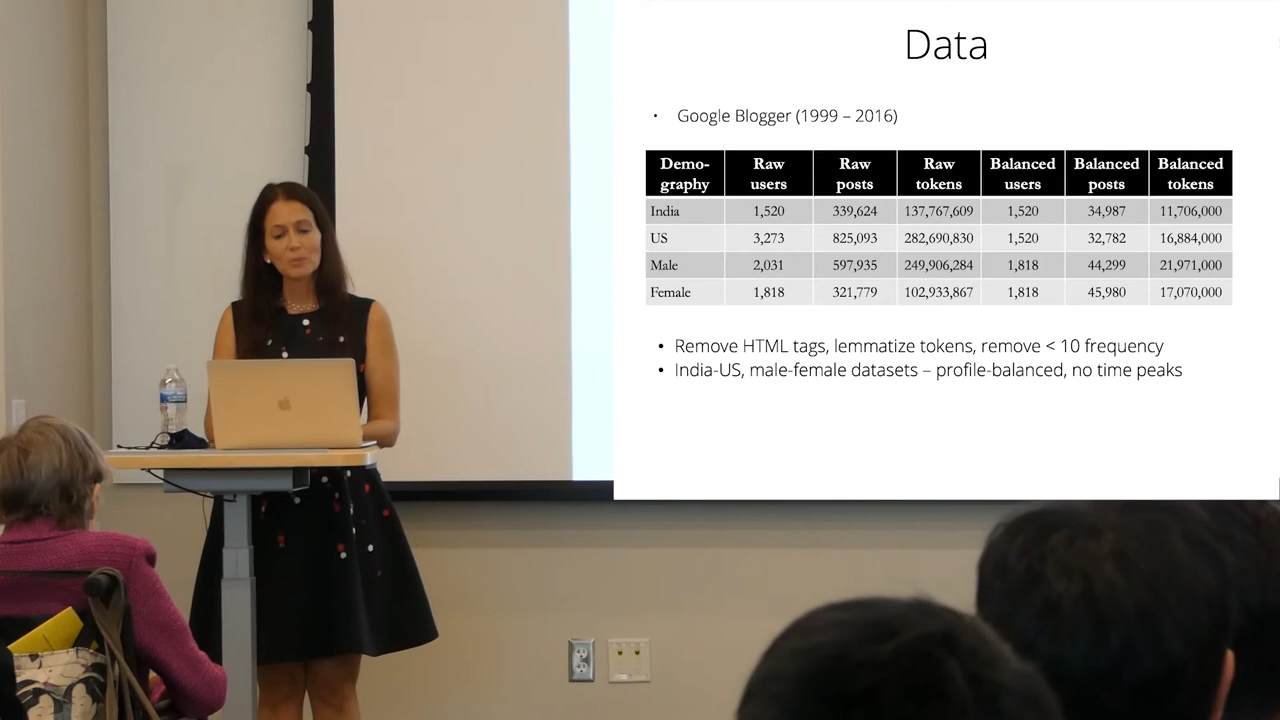 Data
• Google Blogger (1999 – 2016)
Demo- Raw Raw Raw Balanced Balanced Balanced
graphy users posts tokens users posts tokens
India 1,520 339,624 137,767,609 1,520 34,987 11,706,000
US 3,273 825,093 282,690,830 1,520 32,782 16,884,000
Male 2,031 597,935 249,906,284 1,818 44,299 21,971,000
Female 1,818 321,779 102,933,867 1,818 45,980 17,070,000
• Remove HTML tags, lemmatize tokens, remove < 10 frequency
• India-US, male-female datasets – profile-balanced, no time peaks